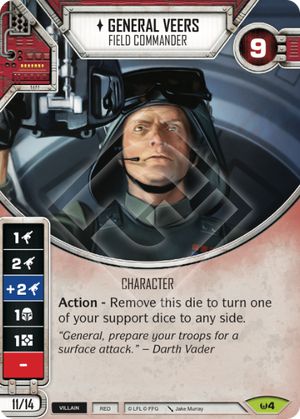 GENERAL VEERS
FIELD COMMANDER
9
1
2
+2
1
1
-
CHARACTER
Action - Remove this die to turn one
of your support dice to any side.
“General, prepare your troops for a
surface attack.” – Darth Vader
11/14
VILLAIN
RED
© LFL © FFG
Jake Murray
4